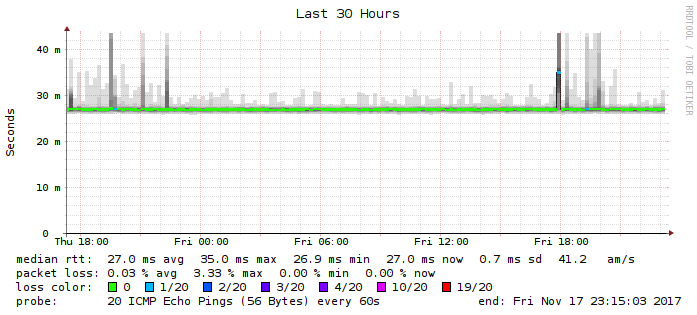 Last 30 Hours
RRDTOOL / TOBI OETIKER
Seconds
40 m
30 m
20 m
10 m
0
Thu 18:00 Fri 00:00 Fri 06:00 Fri 12:00 Fri 18:00
median rtt: 27.0 ms avg 35.0 ms max 26.9 ms min 27.0 ms now 0.7 ms sd 41.2 am/s
packet loss: 0.03 % avg 3.33 % max 0.00 % min 0.00 % now
loss color: 0 1/20 2/20 3/20 4/20 10/20 19/20
probe: 20 ICMP Echo Pings (56 Bytes) every 60s end: Fri Nov 17 23:15:03 2017